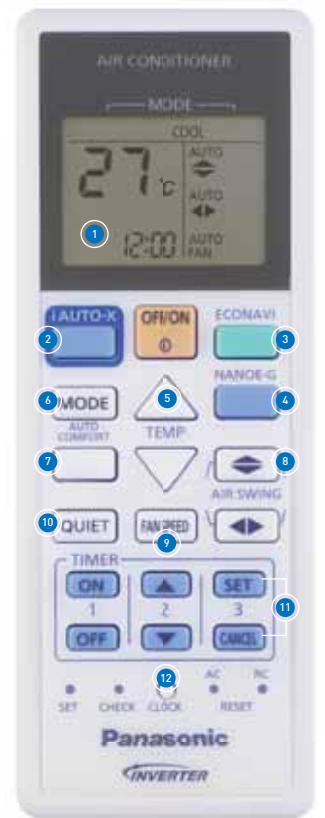 AIR CONDITIONER
MODE
COOL
27 °C
AUTO
AUTO
1
12:00
AUTO FAN
iAUTO-X
OFF/ON
ECONAVI
2
3
NANOE-G
4
5
6
MODE
AUTO COMFORT
TEMP
7
8
AIR SWING
10
QUIET
FAN SPEED
9
TIMER
ON
SET
1
2
3
11
OFF
CANCEL
12
SET
CHECK
CLOCK
AC
RC
RESET
Panasonic
INVERTER